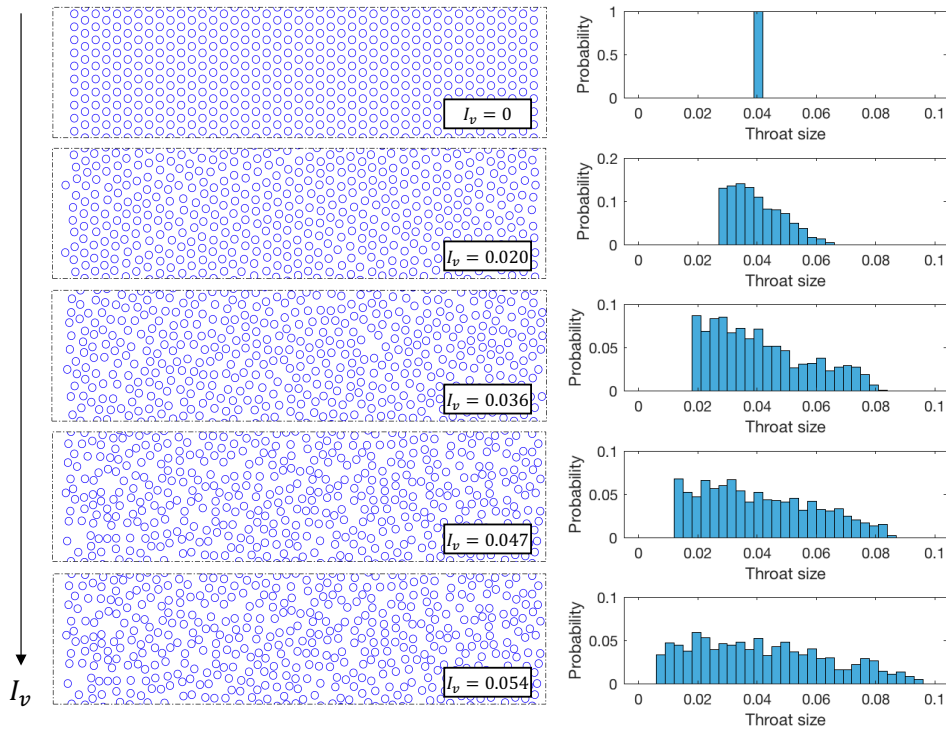 I_v = 0
I_v = 0.020
I_v = 0.036
I_v = 0.047
I_v = 0.054
I_v
Probability
1
0.5
0
0 0.02 0.04 0.06 0.08 0.1
Throat size
Probability
0.2
0.1
0
0 0.02 0.04 0.06 0.08 0.1
Throat size
Probability
0.1
0.05
0
0 0.02 0.04 0.06 0.08 0.1
Throat size
Probability
0.1
0.05
0
0 0.02 0.04 0.06 0.08 0.1
Throat size
Probability
0.1
0.05
0
0 0.02 0.04 0.06 0.08 0.1
Throat size